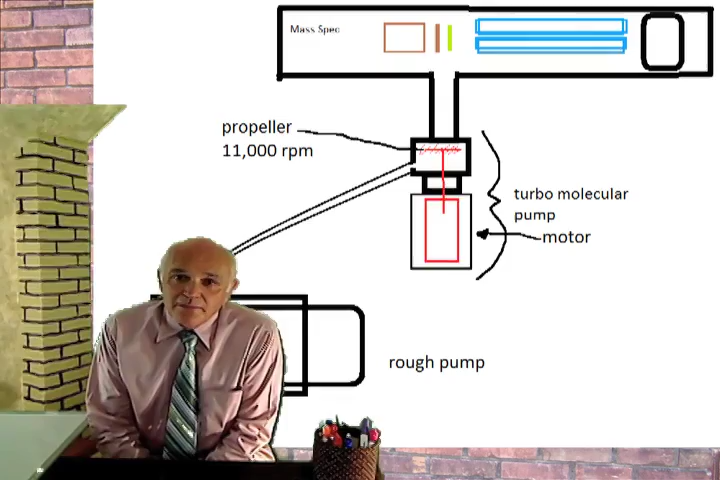 Mass Spec
propeller
11,000 rpm
turbo molecular
pump
motor
rough pump